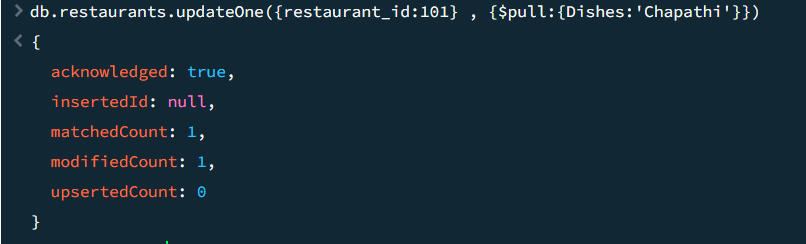 > db.restaurants.updateOne({restaurant_id:101} , {$pull:{Dishes:'Chapathi'}})
< {
acknowledged: true,
insertedId: null,
matchedCount: 1,
modifiedCount: 1,
upsertedCount: 0
}